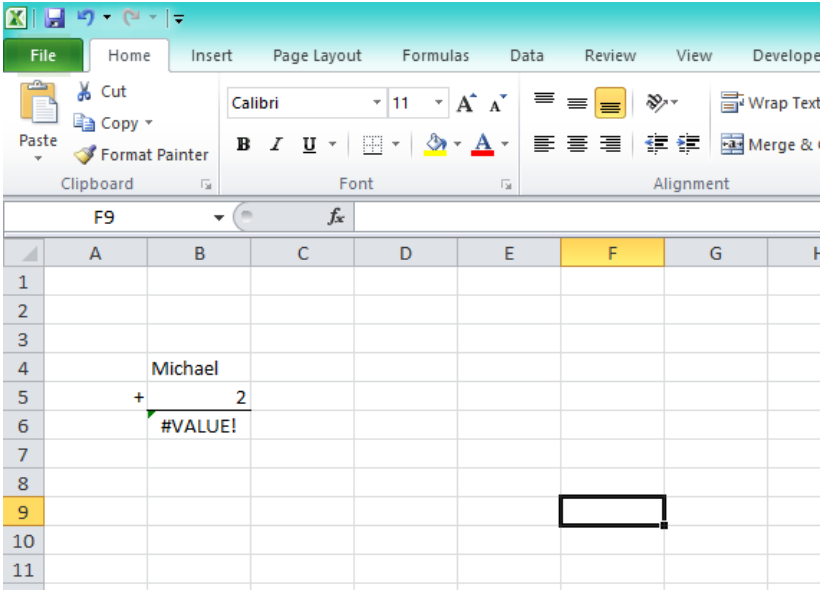 File Home Insert Page Layout Formulas Data Review View Develope
Cut
Calibri 11 A A Wrap Text
Copy
Paste
B I U A Merge &
Format Painter
Clipboard Font Alignment
F9 fx
A B C D E F G H
1
2
3
4 Michael
5 + 2
6 #VALUE!
7
8
9
10
11